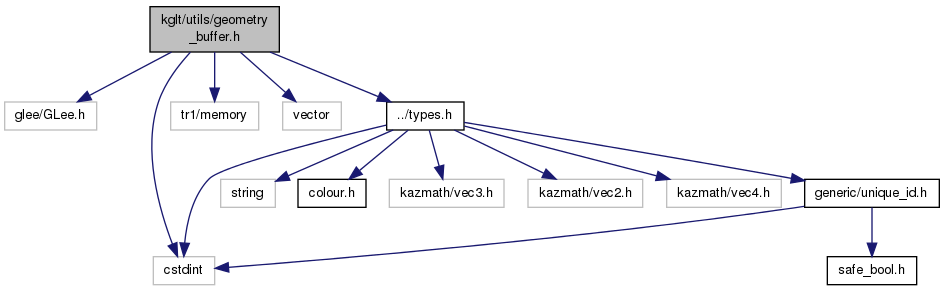 kglt/utils/geometry
_buffer.h
glee/GLee.h
tr1/memory
vector
../types.h
string
colour.h
kazmath/vec3.h
kazmath/vec2.h
kazmath/vec4.h
generic/unique_id.h
cstdint
safe_bool.h